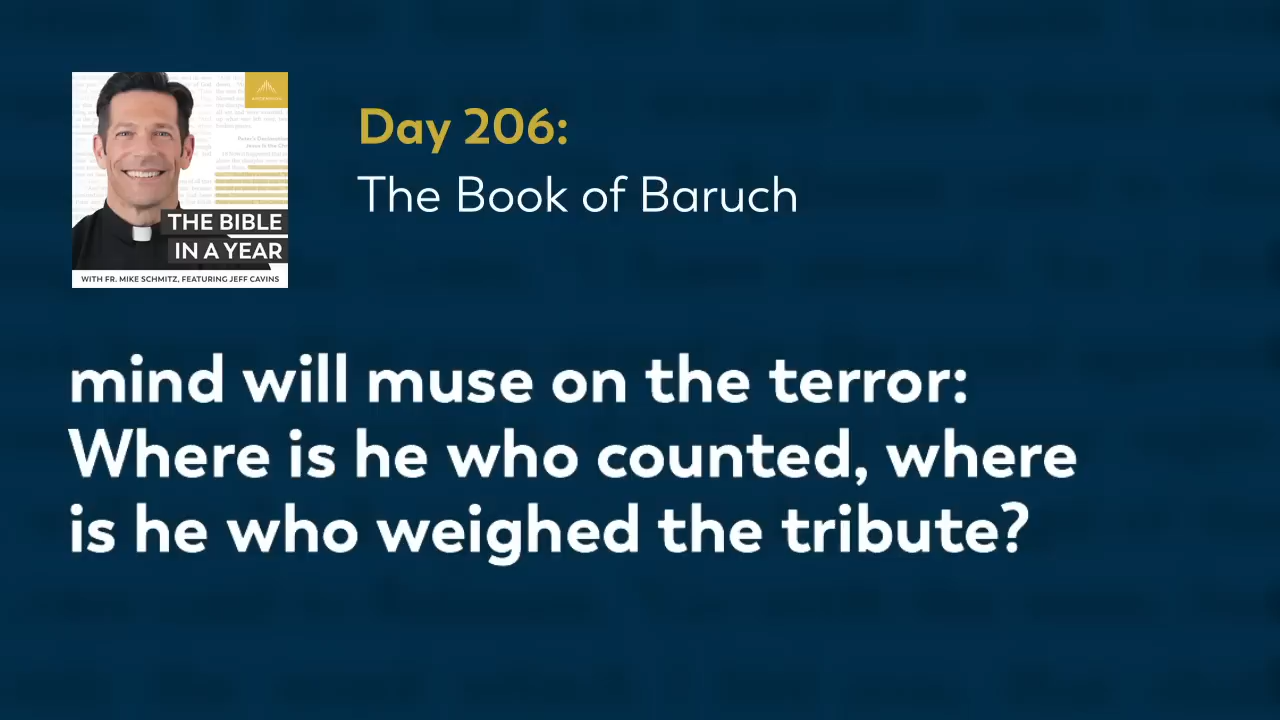 Day 206:
The Book of Baruch
THE BIBLE
IN A YEAR
WITH FR. MIKE SCHMITZ, FEATURING JEFF CAVINS
mind will muse on the terror:
Where is he who counted, where
is he who weighed the tribute?